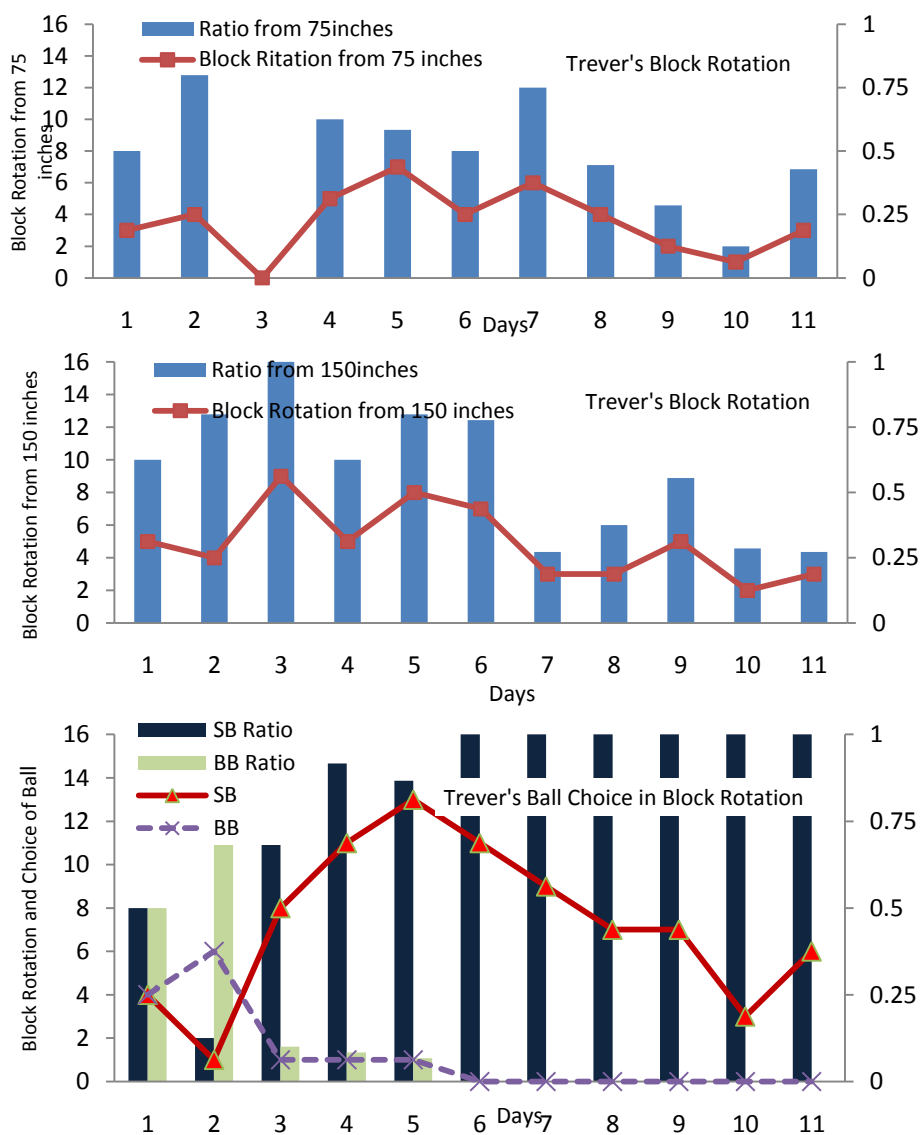 16
14
12
10
8
6
4
2
0
Block Rotation from 75
inches
Ratio from 75inches
Block Ritation from 75 inches
Trever's Block Rotation
1
0.75
0.5
0.25
0
1 2 3 4 5 6 7 8 9 10 11
Days
16
14
12
10
8
6
4
2
0
Block Rotation from 150 inches
Ratio from 150inches
Block Rotation from 150 inches
Trever's Block Rotation
1
0.75
0.5
0.25
0
1 2 3 4 5 6 7 8 9 10 11
Days
16
14
12
10
8
6
4
2
0
Block Rotation and Choice of Ball
SB Ratio
BB Ratio
SB
BB
Trever's Ball Choice in Block Rotation
1
0.75
0.5
0.25
0
1 2 3 4 5 6 7 8 9 10 11
Days